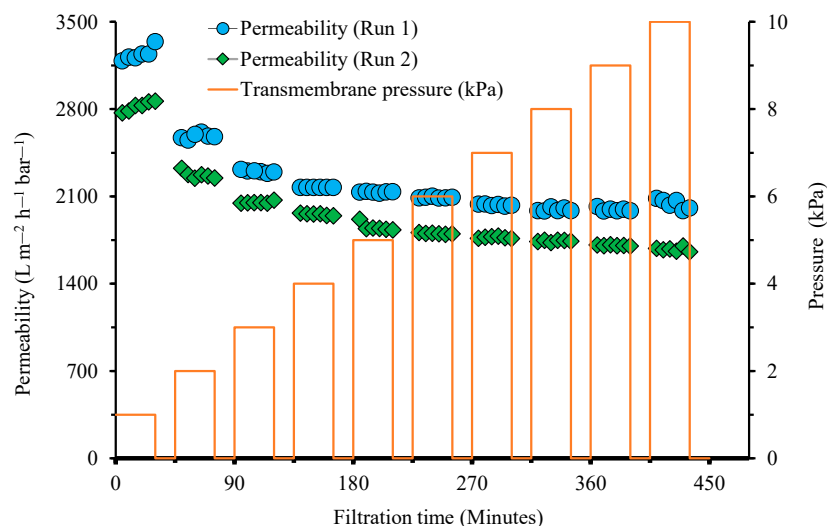 Permeability (Run 1)
Permeability (Run 2)
Transmembrane pressure (kPa)
Permeability (L m⁻² h⁻¹ bar⁻¹)
3500
2800
2100
1400
700
0
10
8
6
4
2
0
Pressure (kPa)
0 90 180 270 360 450
Filtration time (Minutes)